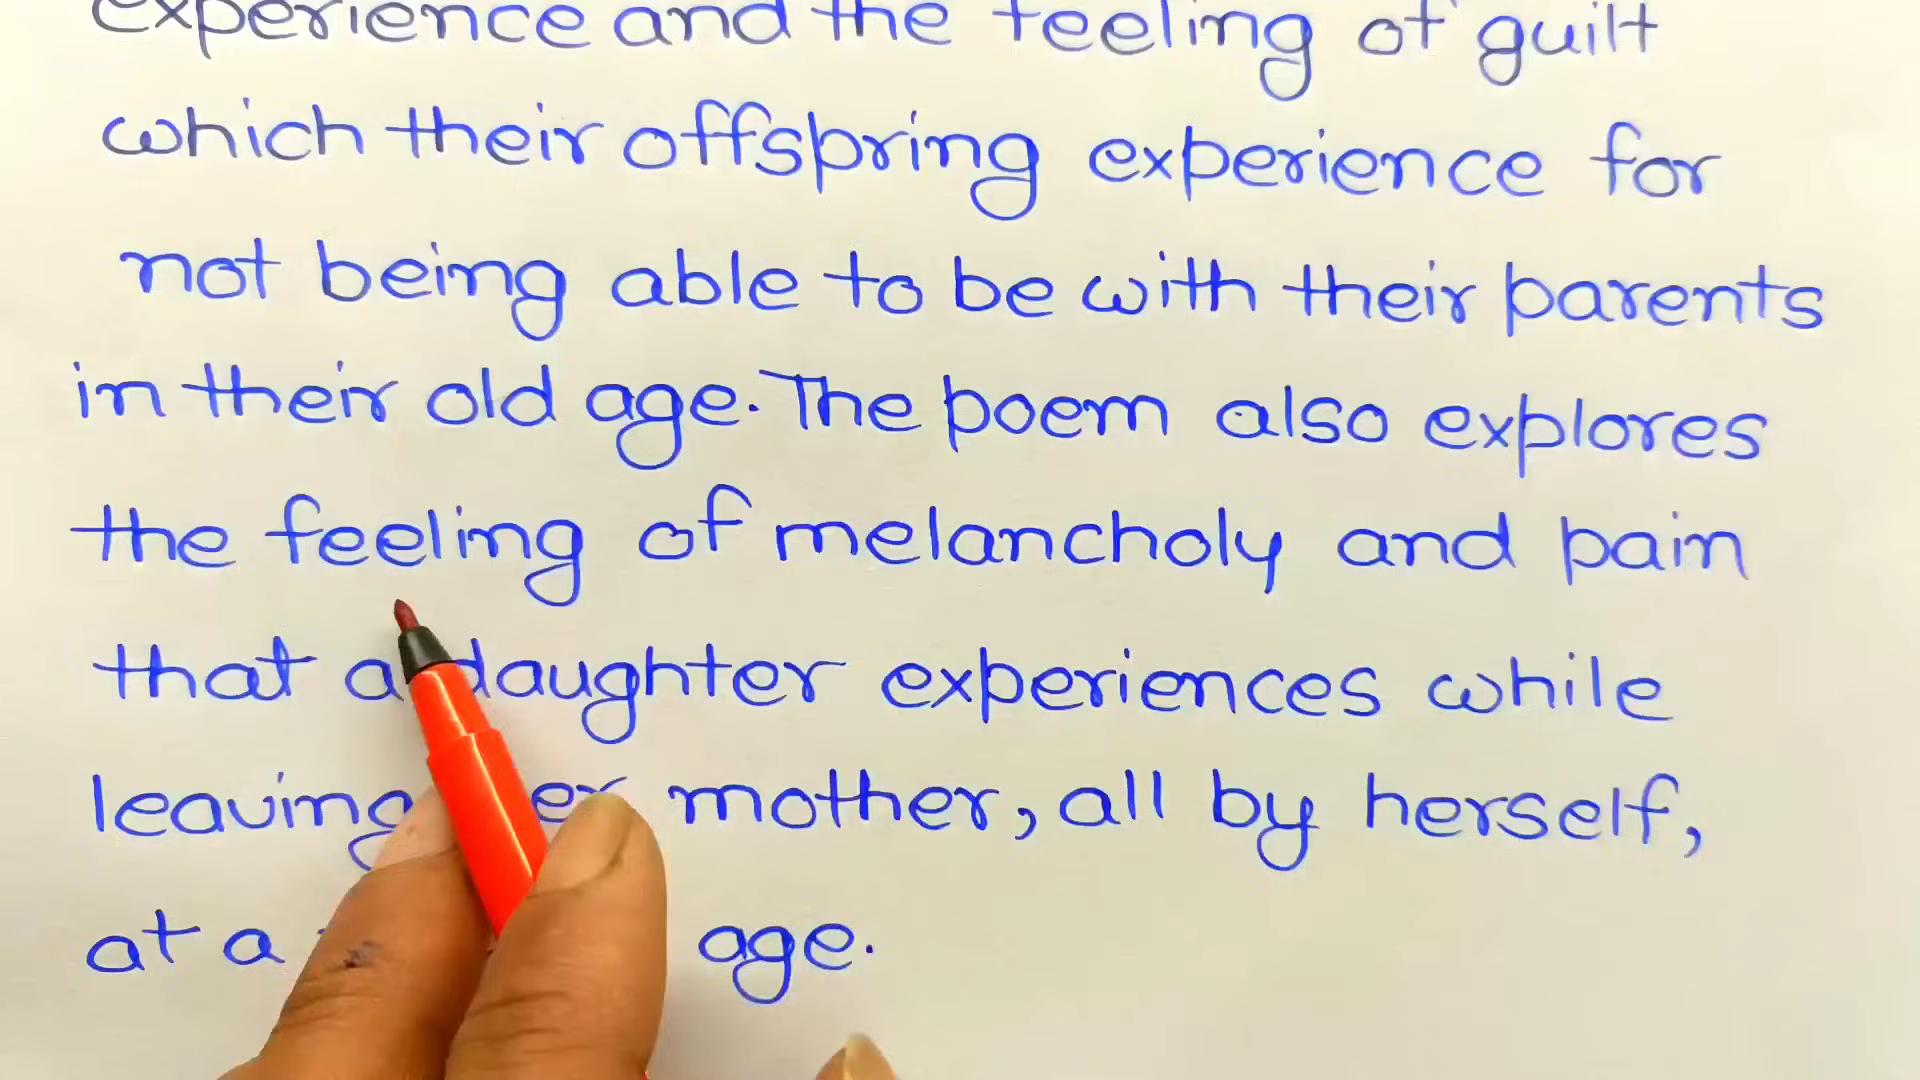 experience and the feeling of guilt
which their offspring experience for
not being able to be with their parents
in their old age. The poem also explores
the feeling of melancholy and pain
that a daughter experiences while
leaving her mother, all by herself,
at a age.